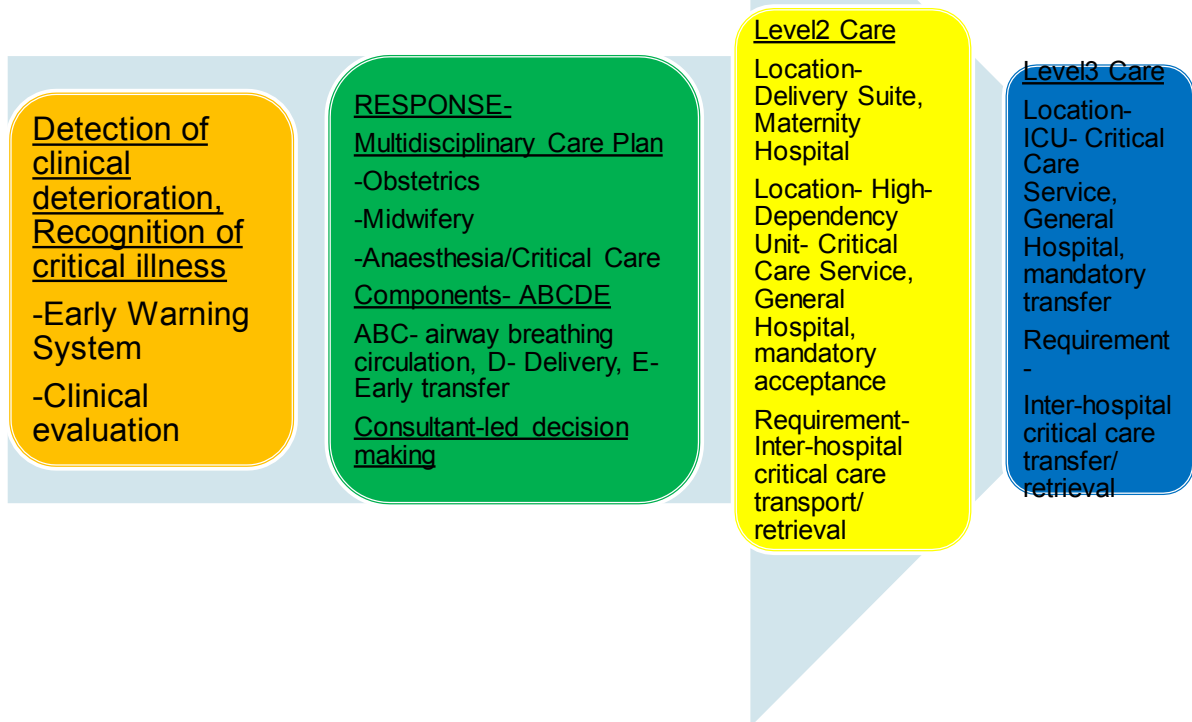 Detection of
clinical
deterioration,
Recognition of
critical illness
-Early Warning
System
-Clinical
evaluation
RESPONSE-
Multidisciplinary Care Plan
-Obstetrics
-Midwifery
-Anaesthesia/Critical Care
Components- ABCDE
ABC- airway breathing
circulation, D- Delivery, E-
Early transfer
Consultant-led decision
making
Level2 Care
Location-
Delivery Suite,
Maternity
Hospital
Location- High-
Dependency
Unit- Critical
Care Service,
General
Hospital,
mandatory
acceptance
Requirement-
Inter-hospital
critical care
transport/
retrieval
Level3 Care
Location-
ICU- Critical
Care
Service,
General
Hospital,
mandatory
transfer
Requirement
-
Inter-hospital
critical care
transfer/
retrieval